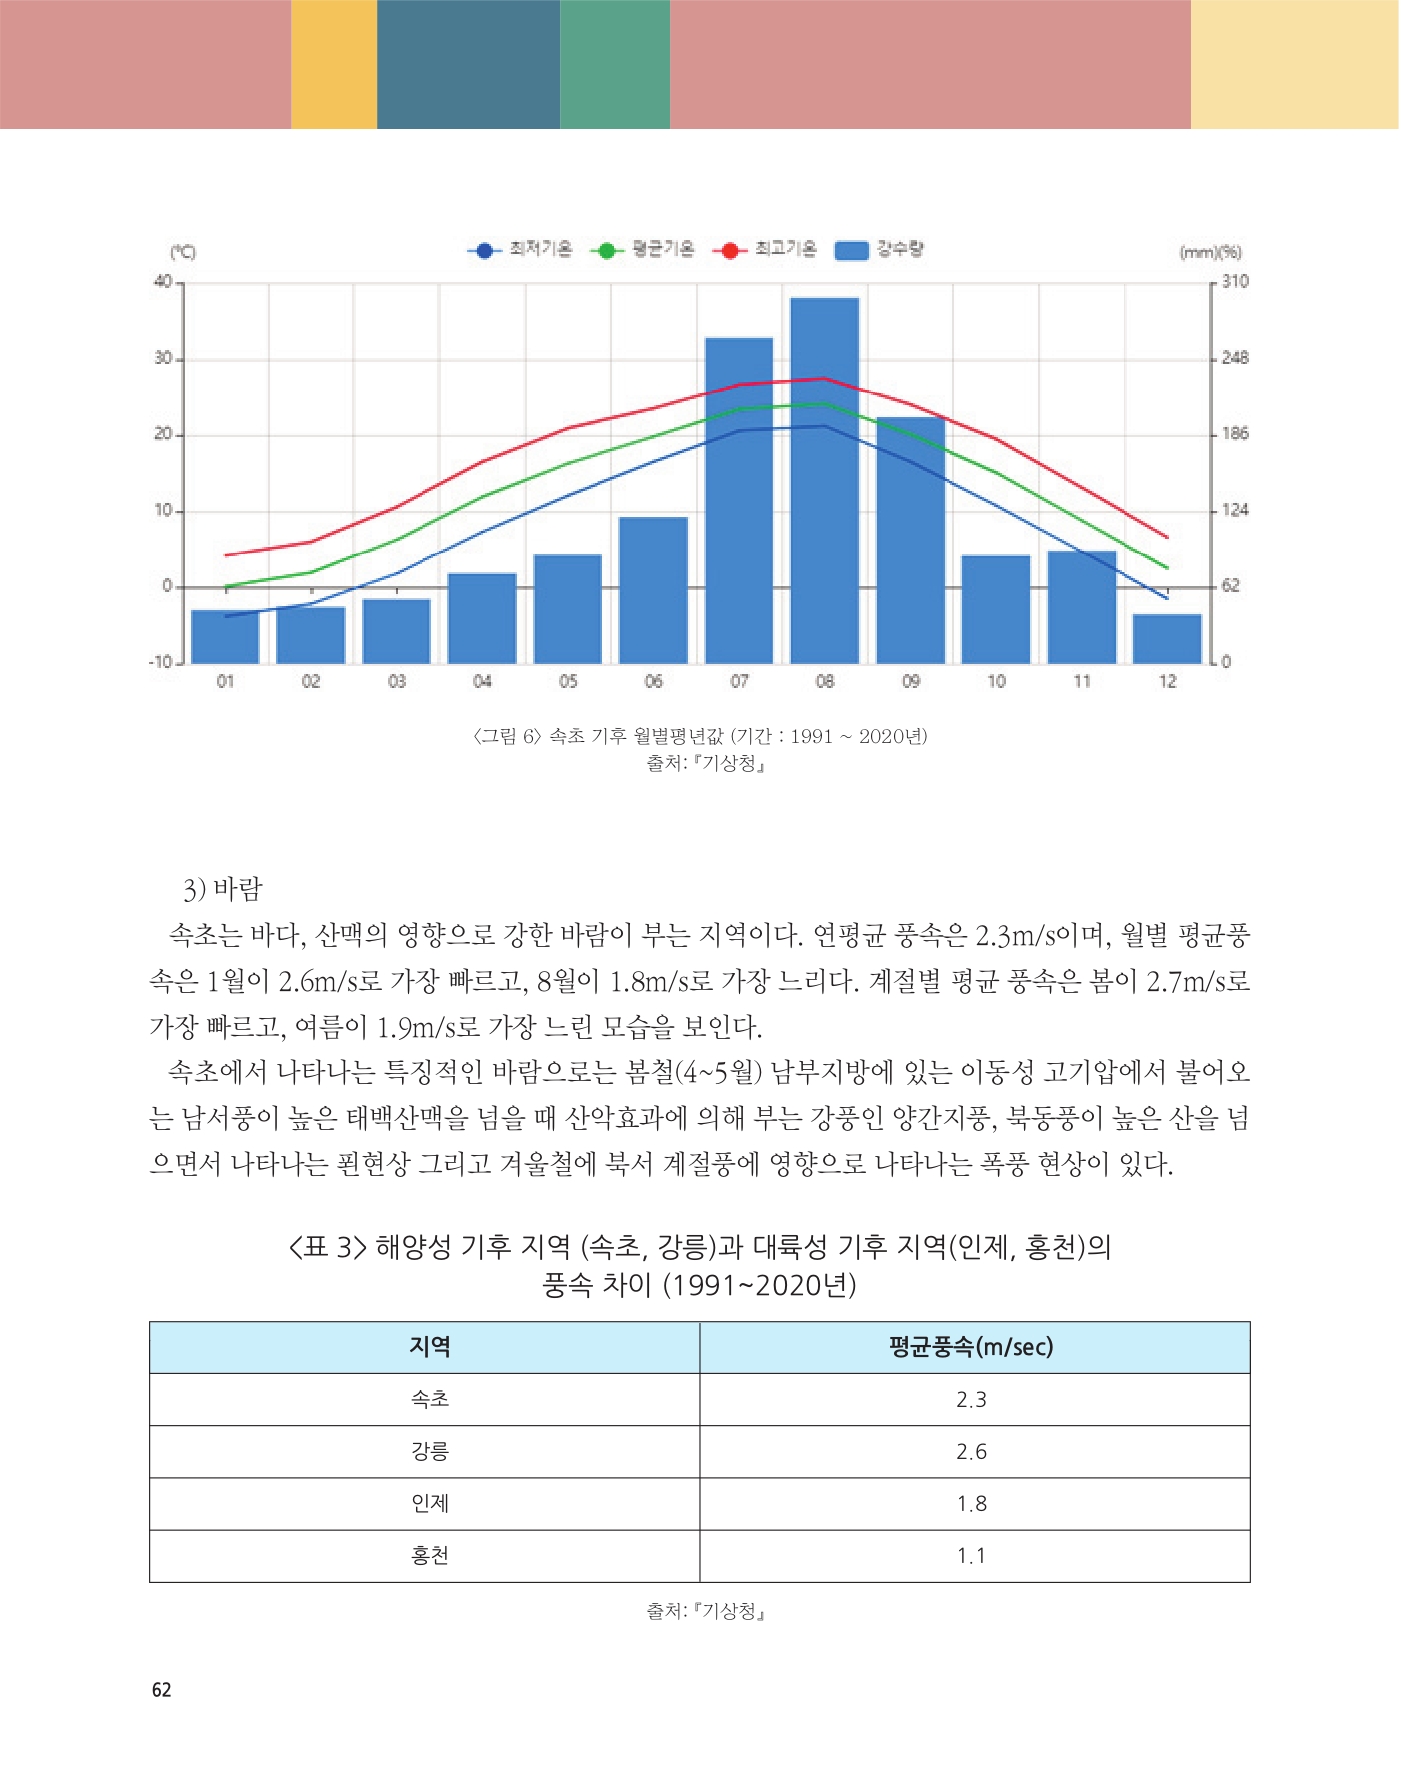 (℃)
최저기온 평균기온 최고기온 강수량
(mm)(%)
40
30
20
10
0
-10
310
248
186
124
62
0
01 02 03 04 05 06 07 08 09 10 11 12
<그림 6> 속초 기후 월별평년값 (기간 : 1991 ~ 2020년)
출처: 『기상청』
3) 바람
속초는 바다, 산맥의 영향으로 강한 바람이 부는 지역이다. 연평균 풍속은 2.3m/s이며, 월별 평균풍
속은 1월이 2.6m/s로 가장 빠르고, 8월이 1.8m/s로 가장 느리다. 계절별 평균 풍속은 봄이 2.7m/s로
가장 빠르고, 여름이 1.9m/s로 가장 느린 모습을 보인다.
속초에서 나타나는 특징적인 바람으로는 봄철(4~5월) 남부지방에 있는 이동성 고기압에서 불어오
는 남서풍이 높은 태백산맥을 넘을 때 산악효과에 의해 부는 강풍인 양간지풍, 북동풍이 높은 산을 넘
으면서 나타나는 푄현상 그리고 겨울철에 북서 계절풍에 영향으로 나타나는 폭풍 현상이 있다.
<표 3> 해양성 기후 지역 (속초, 강릉)과 대륙성 기후 지역(인제, 홍천)의
풍속 차이 (1991~2020년)
지역 평균풍속(m/sec)
속초 2.3
강릉 2.6
인제 1.8
홍천 1.1
출처: 『기상청』
62